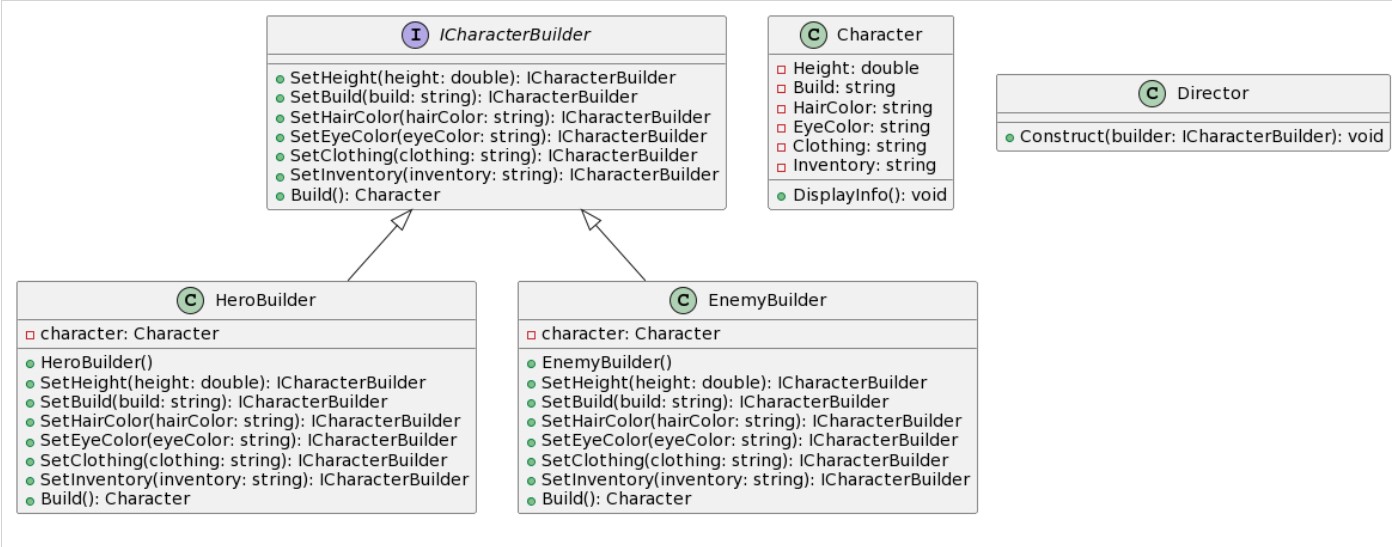 I ICharacterBuilder
SetHeight(height: double): ICharacterBuilder
SetBuild(build: string): ICharacterBuilder
SetHairColor(hairColor: string): ICharacterBuilder
SetEyeColor(eyeColor: string): ICharacterBuilder
SetClothing(clothing: string): ICharacterBuilder
SetInventory(inventory: string): ICharacterBuilder
Build(): Character
C Character
Height: double
Build: string
HairColor: string
EyeColor: string
Clothing: string
Inventory: string
DisplayInfo(): void
C Director
Construct(builder: ICharacterBuilder): void
C HeroBuilder
character: Character
HeroBuilder()
SetHeight(height: double): ICharacterBuilder
SetBuild(build: string): ICharacterBuilder
SetHairColor(hairColor: string): ICharacterBuilder
SetEyeColor(eyeColor: string): ICharacterBuilder
SetClothing(clothing: string): ICharacterBuilder
SetInventory(inventory: string): ICharacterBuilder
Build(): Character
C EnemyBuilder
character: Character
EnemyBuilder()
SetHeight(height: double): ICharacterBuilder
SetBuild(build: string): ICharacterBuilder
SetHairColor(hairColor: string): ICharacterBuilder
SetEyeColor(eyeColor: string): ICharacterBuilder
SetClothing(clothing: string): ICharacterBuilder
SetInventory(inventory: string): ICharacterBuilder
Build(): Character